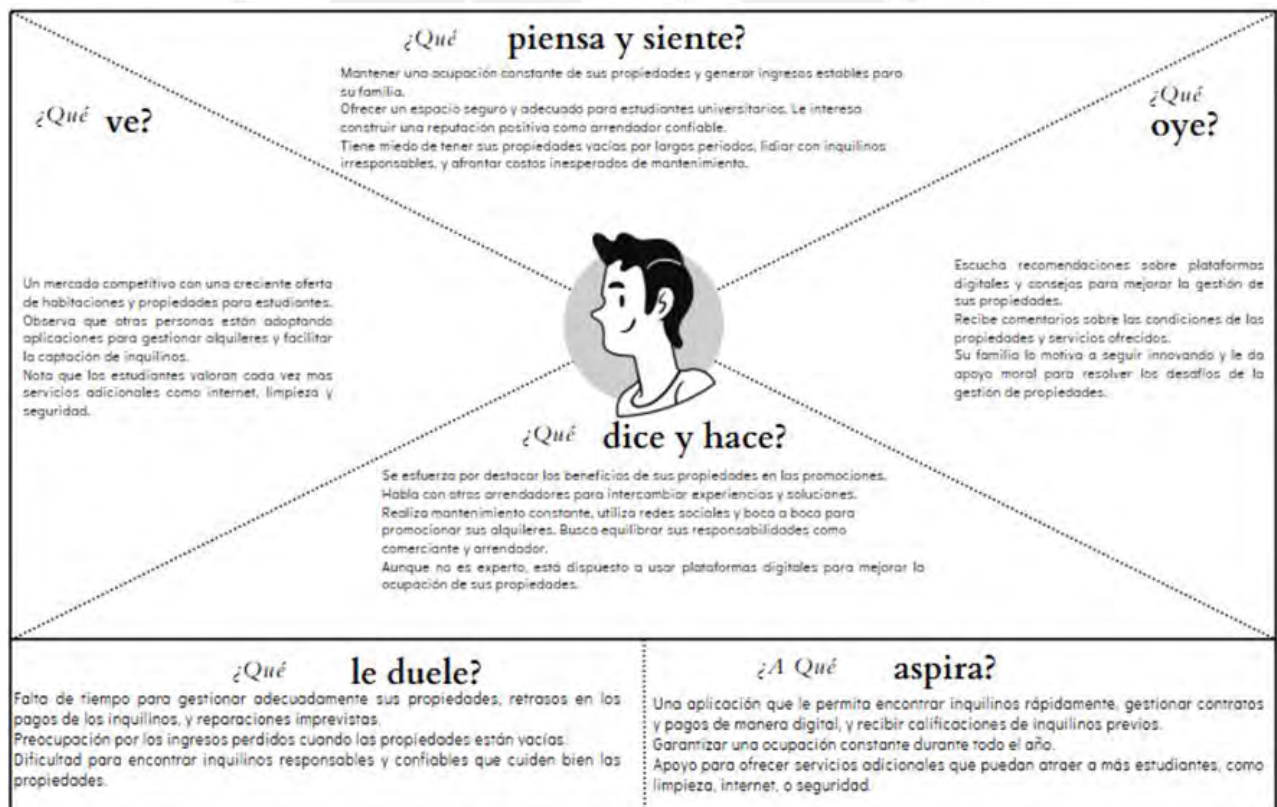 ¿Qué piensa y siente?
Mantener una ocupación constante de sus propiedades y generar ingresos estables para
su familia.
Ofrecer un espacio seguro y adecuado para estudiantes universitarios. Le interesa
construir una reputación positiva como arrendador confiable.
Tiene miedo de tener sus propiedades vacías por largos periodos, lidiar con inquilinos
irresponsables, y afrontar costos inesperados de mantenimiento.
¿Qué ve?
Un mercado competitivo con una creciente oferta
de habitaciones y propiedades para estudiantes.
Observa que otras personas están adoptando
aplicaciones para gestionar alquileres y facilitar
la captación de inquilinos.
Nota que los estudiantes valoran cada vez mas
servicios adicionales como internet, limpieza y
seguridad.
¿Qué
oye?
Escucha recomendaciones sobre plataformas
digitales y consejos para mejorar la gestión de
sus propiedades.
Recibe comentarios sobre las condiciones de las
propiedades y servicios ofrecidos.
Su familia lo motiva a seguir innovando y le da
apoyo moral para resolver los desafíos de la
gestión de propiedades.
¿Qué dice y hace?
Se esfuerza por destacar los beneficios de sus propiedades en las promociones.
Habla con otros arrendadores para intercambiar experiencias y soluciones.
Realiza mantenimiento constante, utiliza redes sociales y boca a boca para
promocionar sus alquileres. Busca equilibrar sus responsabilidades como
comerciante y arrendador.
Aunque no es experto, está dispuesto a usar plataformas digitales para mejorar la
ocupación de sus propiedades.
¿Qué le duele?
Falta de tiempo para gestionar adecuadamente sus propiedades, retrasos en los
pagos de los inquilinos, y reparaciones imprevistas.
Preocupación por los ingresos perdidos cuando las propiedades están vacías.
Dificultad para encontrar inquilinos responsables y confiables que cuiden bien las
propiedades.
¿A Qué aspira?
Una aplicación que le permita encontrar inquilinos rápidamente, gestionar contratos
y pagos de manera digital, y recibir calificaciones de inquilinos previos.
Garantizar una ocupación constante durante todo el año.
Apoyo para ofrecer servicios adicionales que puedan atraer a más estudiantes, como
limpieza, internet, o seguridad.